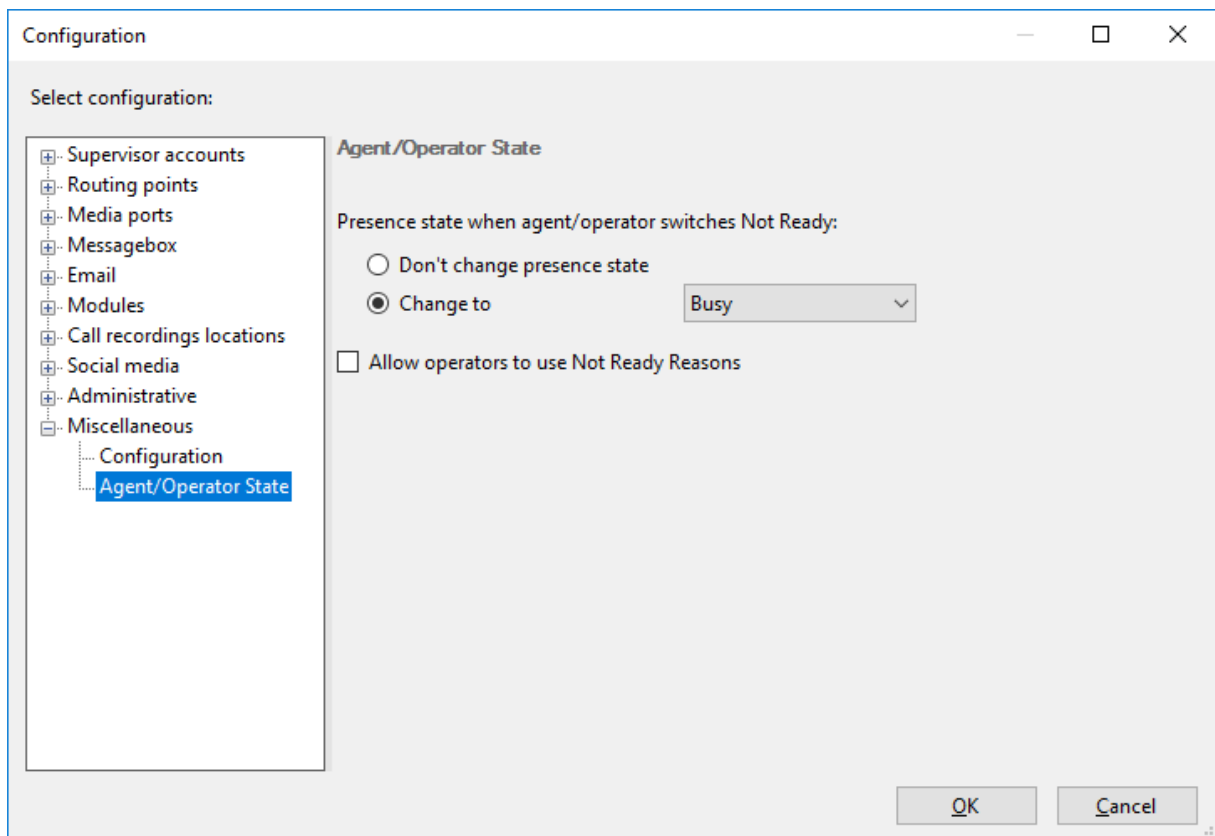 Configuration
Select configuration:
Supervisor accounts
Routing points
Media ports
Messagebox
Email
Modules
Call recordings locations
Social media
Administrative
Miscellaneous
Configuration
Agent/Operator State
Agent/Operator State
Presence state when agent/operator switches Not Ready:
Don't change presence state
Change to Busy
Allow operators to use Not Ready Reasons
OK Cancel